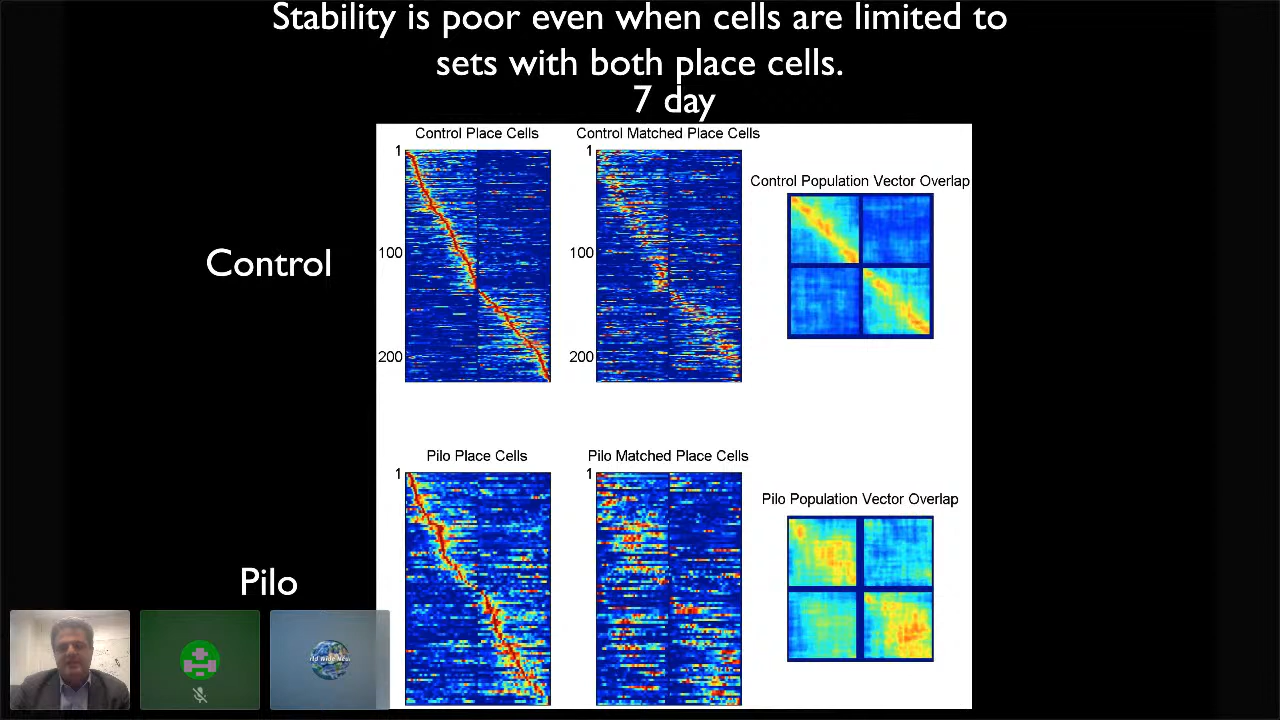 Stability is poor even when cells are limited to
sets with both place cells.
7 day
Control Place Cells
Control Matched Place Cells
1
1
Control Population Vector Overlap
100
100
Control
200
200
Pilo Place Cells
Pilo Matched Place Cells
1
1
Pilo Population Vector Overlap
Pilo